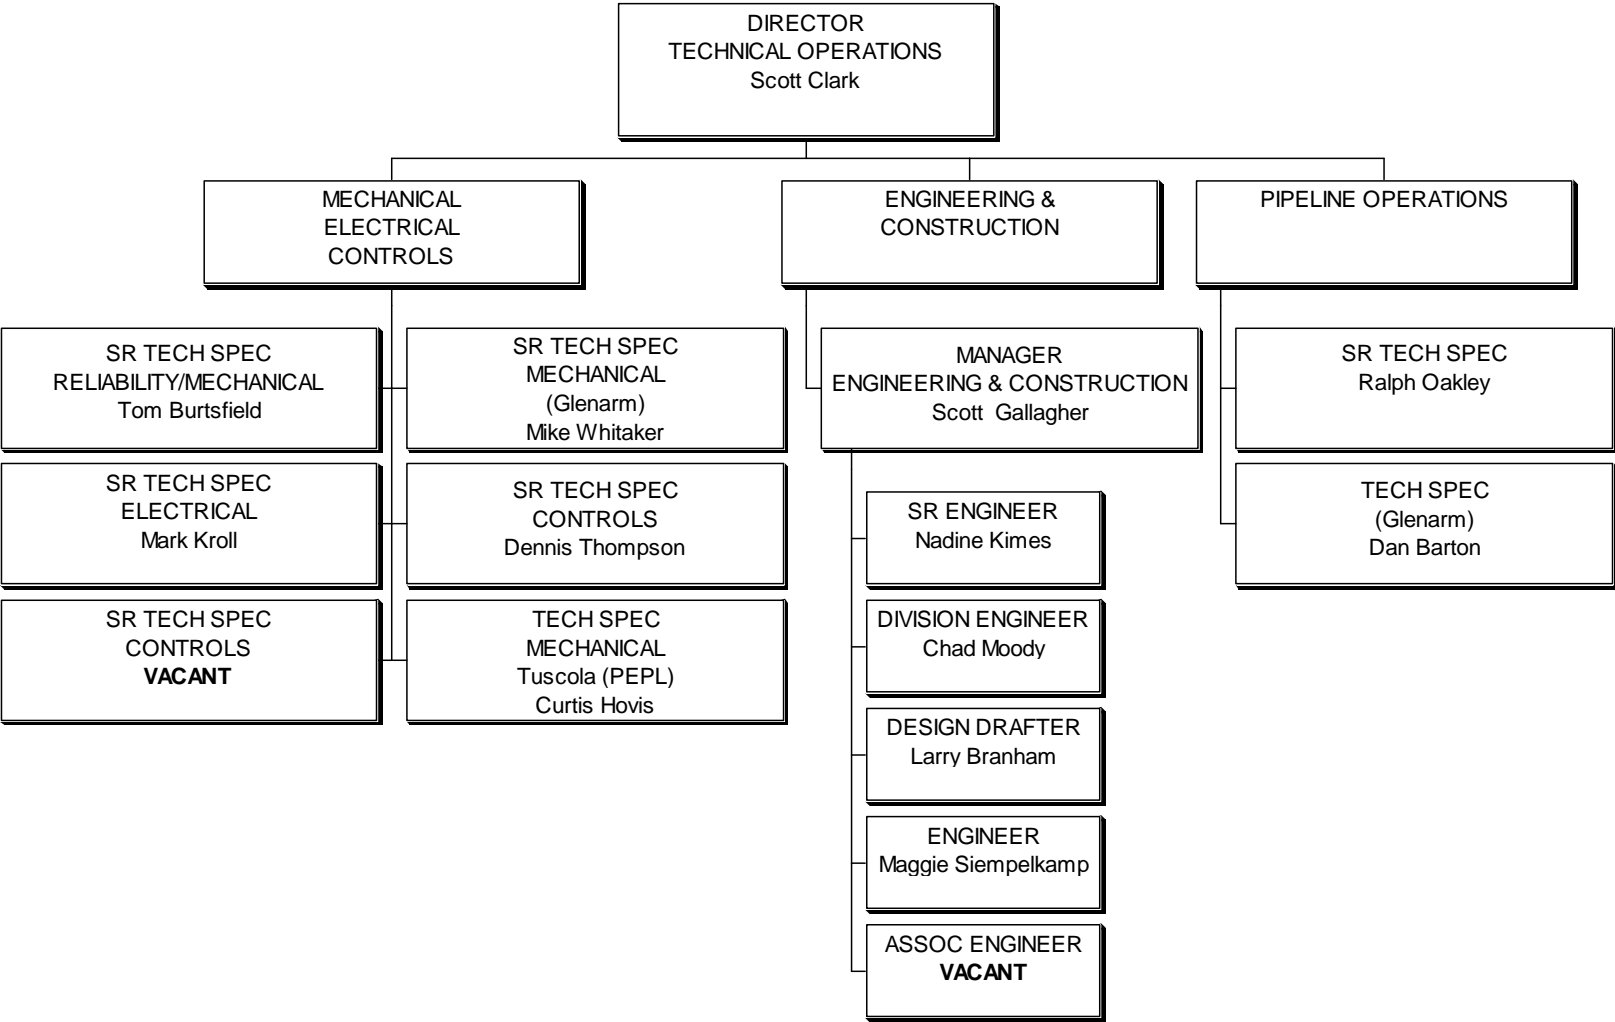 DIRECTOR
TECHNICAL OPERATIONS
Scott Clark
MECHANICAL
ELECTRICAL
CONTROLS
ENGINEERING &
CONSTRUCTION
PIPELINE OPERATIONS
SR TECH SPEC
RELIABILITY/MECHANICAL
Tom Burtsfield
SR TECH SPEC
MECHANICAL
(Glenarm)
Mike Whitaker
SR TECH SPEC
ELECTRICAL
Mark Kroll
SR TECH SPEC
CONTROLS
Dennis Thompson
SR TECH SPEC
CONTROLS
VACANT
TECH SPEC
MECHANICAL
Tuscola (PEPL)
Curtis Hovis
MANAGER
ENGINEERING & CONSTRUCTION
Scott Gallagher
SR ENGINEER
Nadine Kimes
DIVISION ENGINEER
Chad Moody
DESIGN DRAFTER
Larry Branham
ENGINEER
Maggie Siempelkamp
ASSOC ENGINEER
VACANT
SR TECH SPEC
Ralph Oakley
TECH SPEC
(Glenarm)
Dan Barton